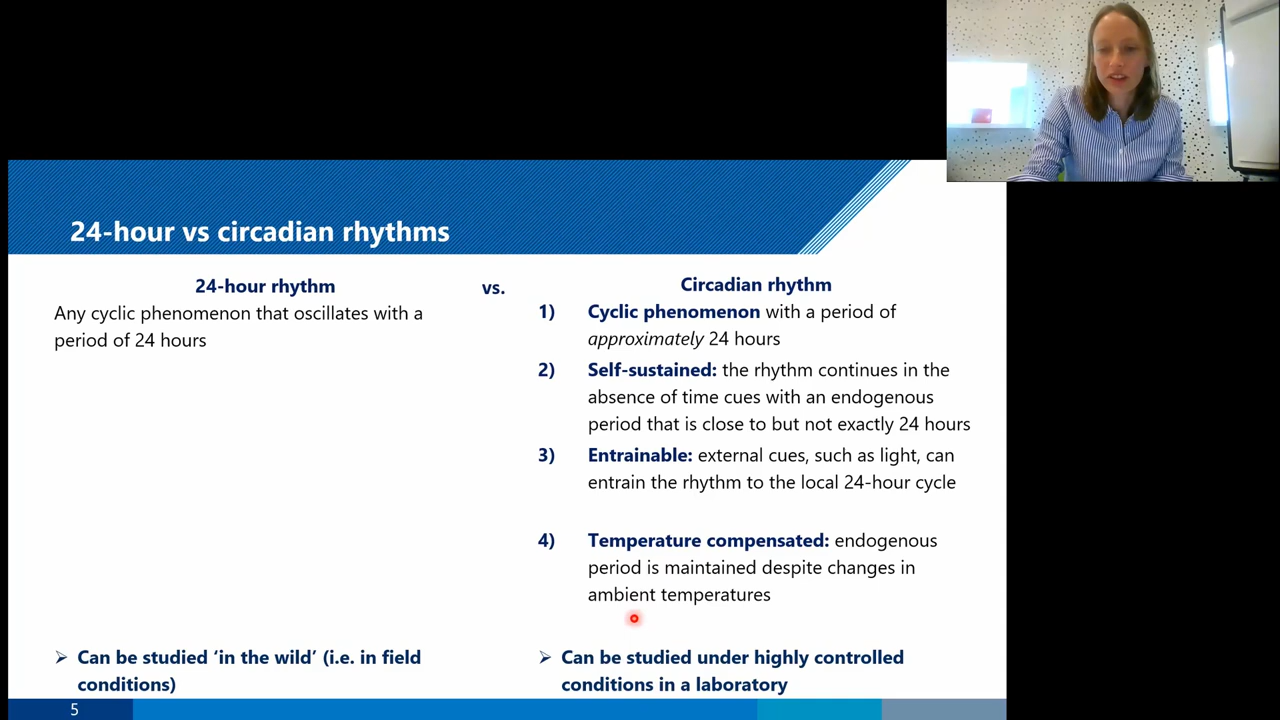 24-hour vs circadian rhythms
24-hour rhythm
Any cyclic phenomenon that oscillates with a
period of 24 hours
vs.
Circadian rhythm
1) Cyclic phenomenon with a period of
approximately 24 hours
2) Self-sustained: the rhythm continues in the
absence of time cues with an endogenous
period that is close to but not exactly 24 hours
3) Entrainable: external cues, such as light, can
entrain the rhythm to the local 24-hour cycle
4) Temperature compensated: endogenous
period is maintained despite changes in
ambient temperatures
➢ Can be studied ‘in the wild’ (i.e. in field
conditions)
➢ Can be studied under highly controlled
conditions in a laboratory
5